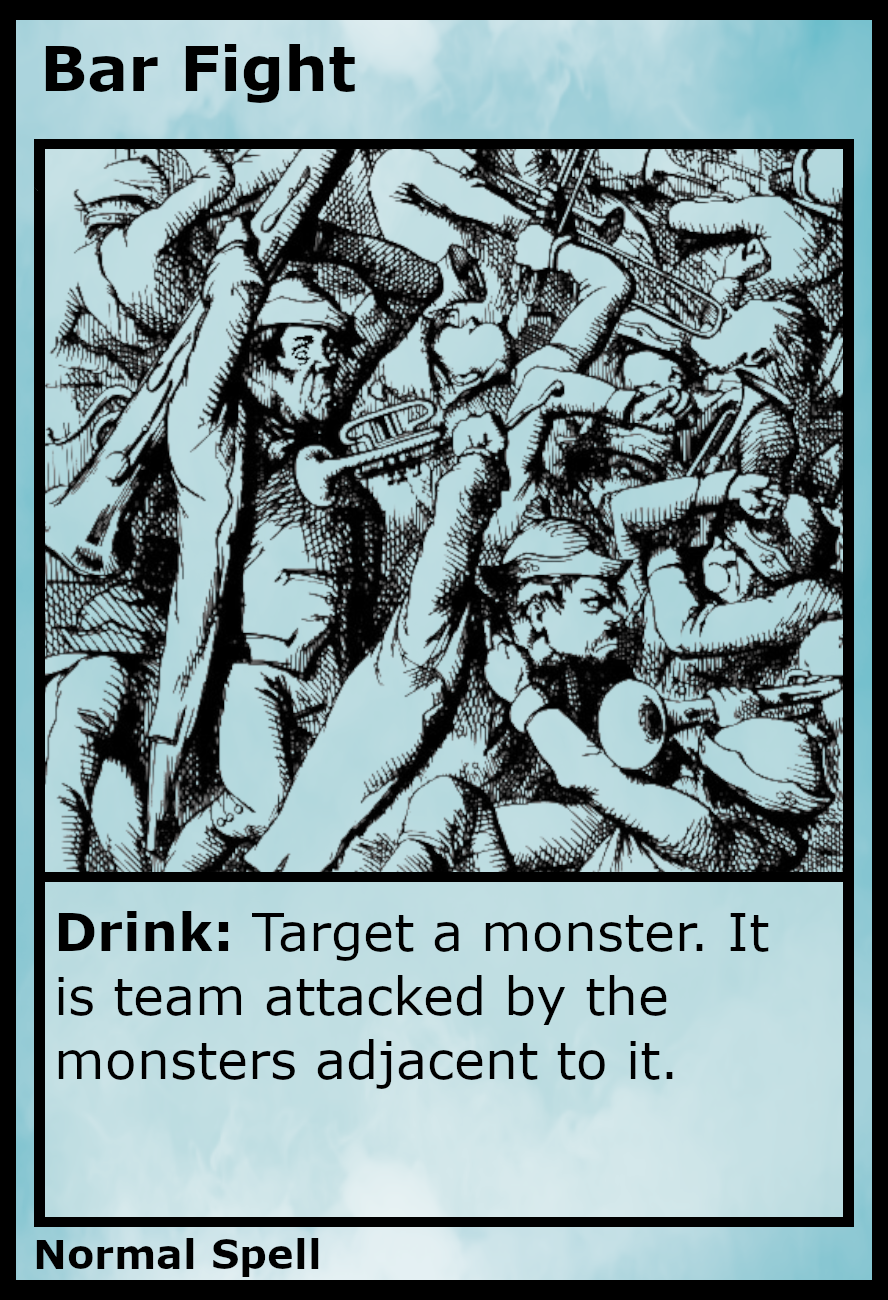 Bar Fight
Drink: Target a monster. It
is team attacked by the
monsters adjacent to it.
Normal Spell